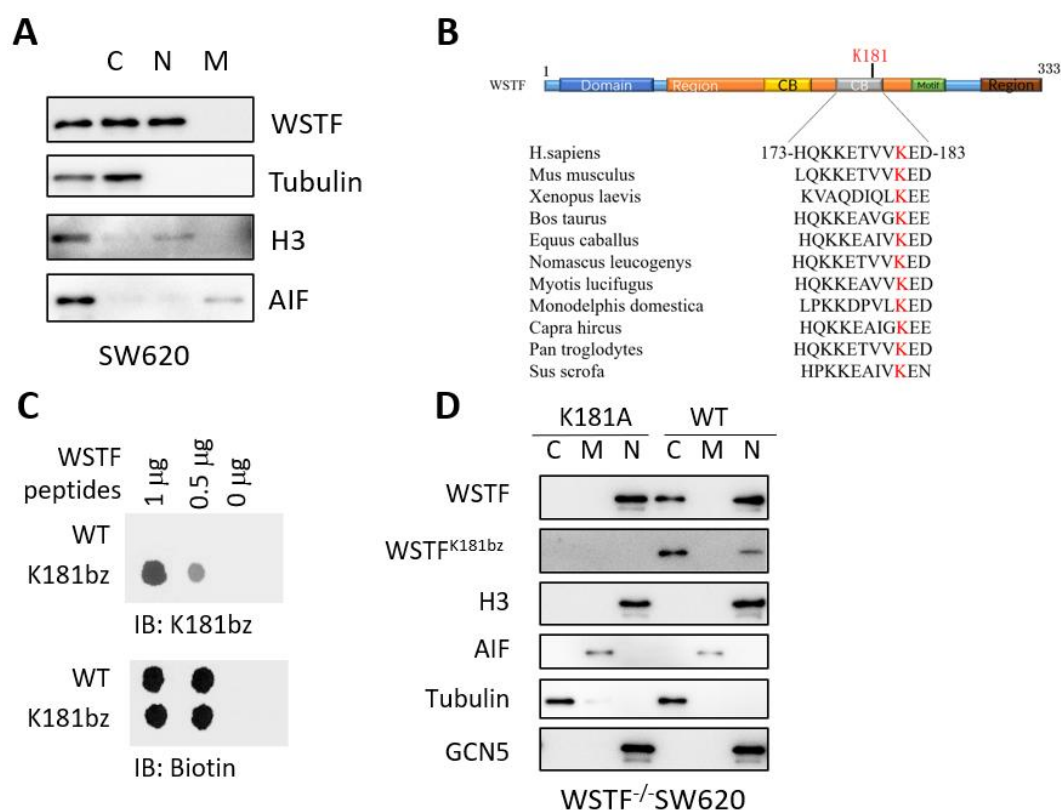 A
C N M
WSTF
Tubulin
H3
AIF
SW620
B
K181
1
333
WSTF
Domain
Region
CB
CB
Motif
Region
H.sapiens 173-HQKKETVVKED-183
Mus musculus LQKKETVVKED
Xenopus laevis KVAQDIQLKEE
Bos taurus HQKKEAVGKEE
Equus caballus HQKKEAIVKED
Nomascus leucogenys HQKKETVVKED
Myotis lucifugus HQKKEAVVKED
Monodelphis domestica LPKKDPVLKED
Capra hircus HQKKEAIGKEE
Pan troglodytes HQKKETVVKED
Sus scrofa HPKKEAIVKEN
C
WSTF
peptides
1 µg
0.5 µg
0 µg
WT
K181bz
IB: K181bz
WT
K181bz
IB: Biotin
D
K181A WT
C M N C M N
WSTF
WSTFK181bz
H3
AIF
Tubulin
GCN5
WSTF-/-SW620